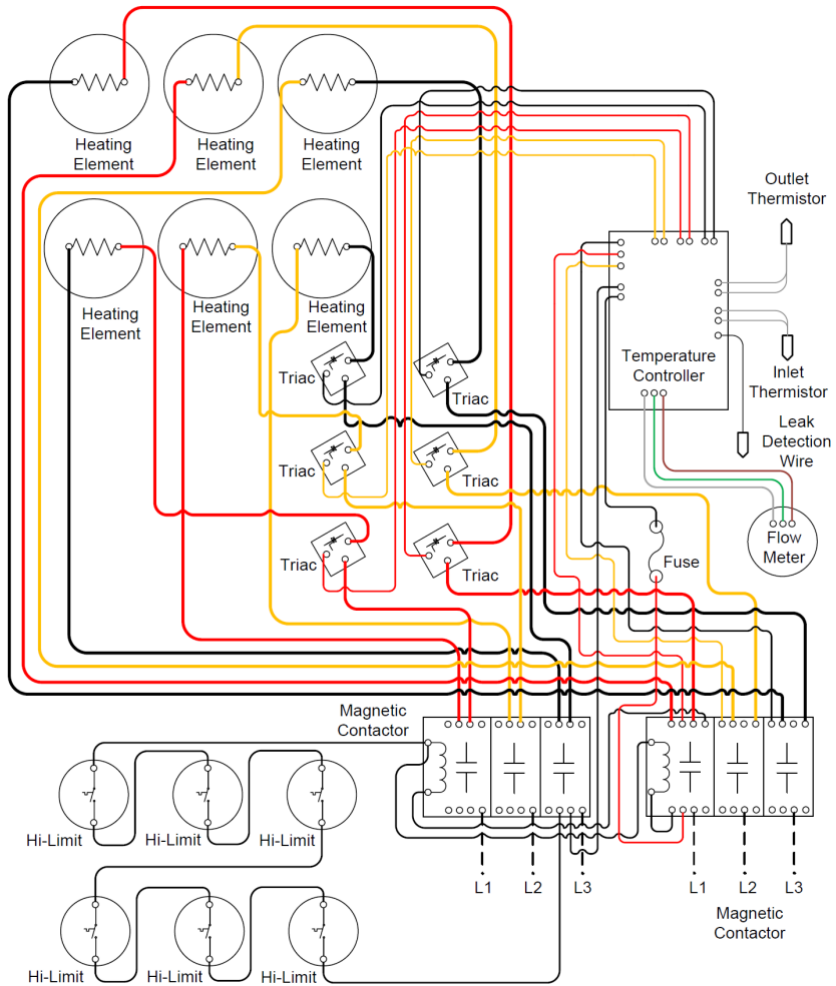 Heating
Element
Heating
Element
Heating
Element
Outlet
Thermistor
Heating
Element
Heating
Element
Heating
Element
Temperature
Controller
Inlet
Thermistor
Triac
Triac
Leak
Detection
Wire
Triac
Triac
Flow
Meter
Triac
Triac
Fuse
Magnetic
Contactor
Hi-Limit
Hi-Limit
Hi-Limit
L1
L2
L3
L1
L2
L3
Magnetic
Contactor
Hi-Limit
Hi-Limit
Hi-Limit